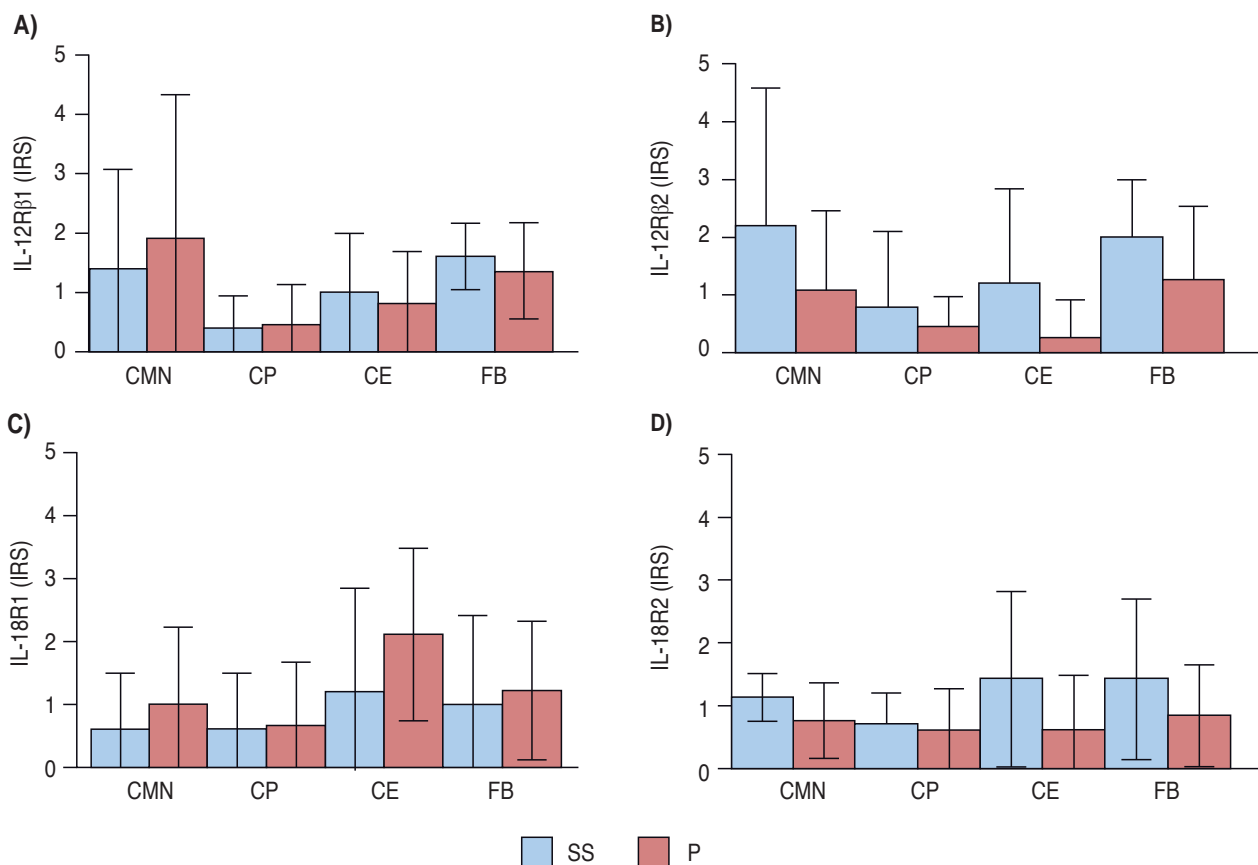 A)
IL-12Rβ1 (IRS)
5
4
3
2
1
0
CMN CP CE FB
B)
IL-12Rβ2 (IRS)
5
4
3
2
1
0
CMN CP CE FB
C)
IL-18R1 (IRS)
5
4
3
2
1
0
CMN CP CE FB
D)
IL-18R2 (IRS)
5
4
3
2
1
0
CMN CP CE FB
SS P